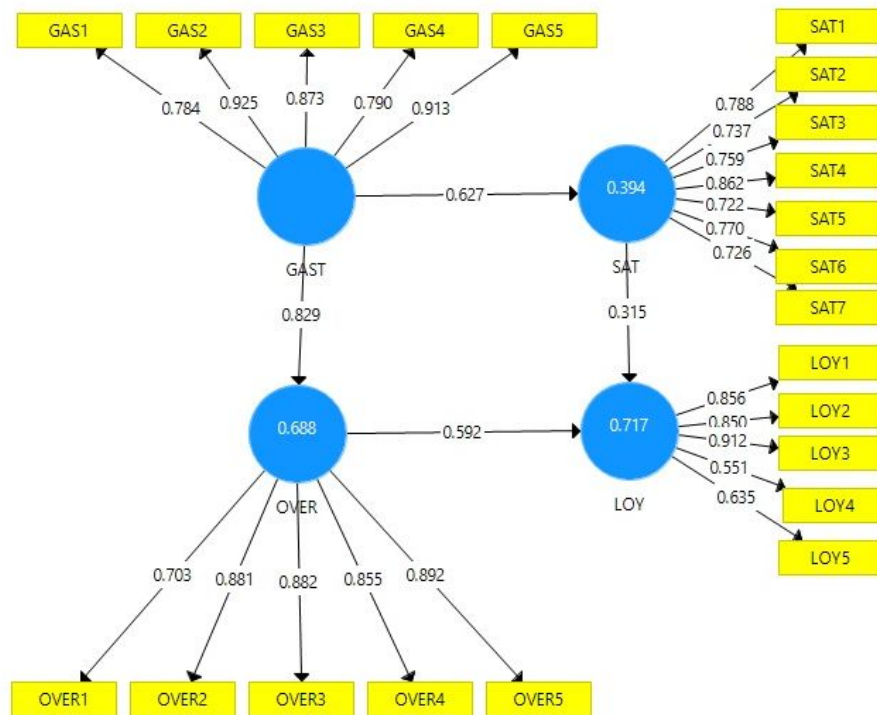 GAS1 GAS2 GAS3 GAS4 GAS5
0.784 0.925 0.873 0.790 0.913
SAT1
SAT2
SAT3
SAT4
SAT5
SAT6
SAT7
0.788
0.737
0.759
0.862
0.722
0.770
0.726
0.627
0.394
GAST
SAT
0.829
0.315
LOY1
LOY2
LOY3
LOY4
LOY5
0.856
0.850
0.912
0.551
0.635
0.688
0.592
0.717
OVER
LOY
0.703 0.881 0.882 0.855 0.892
OVER1 OVER2 OVER3 OVER4 OVER5